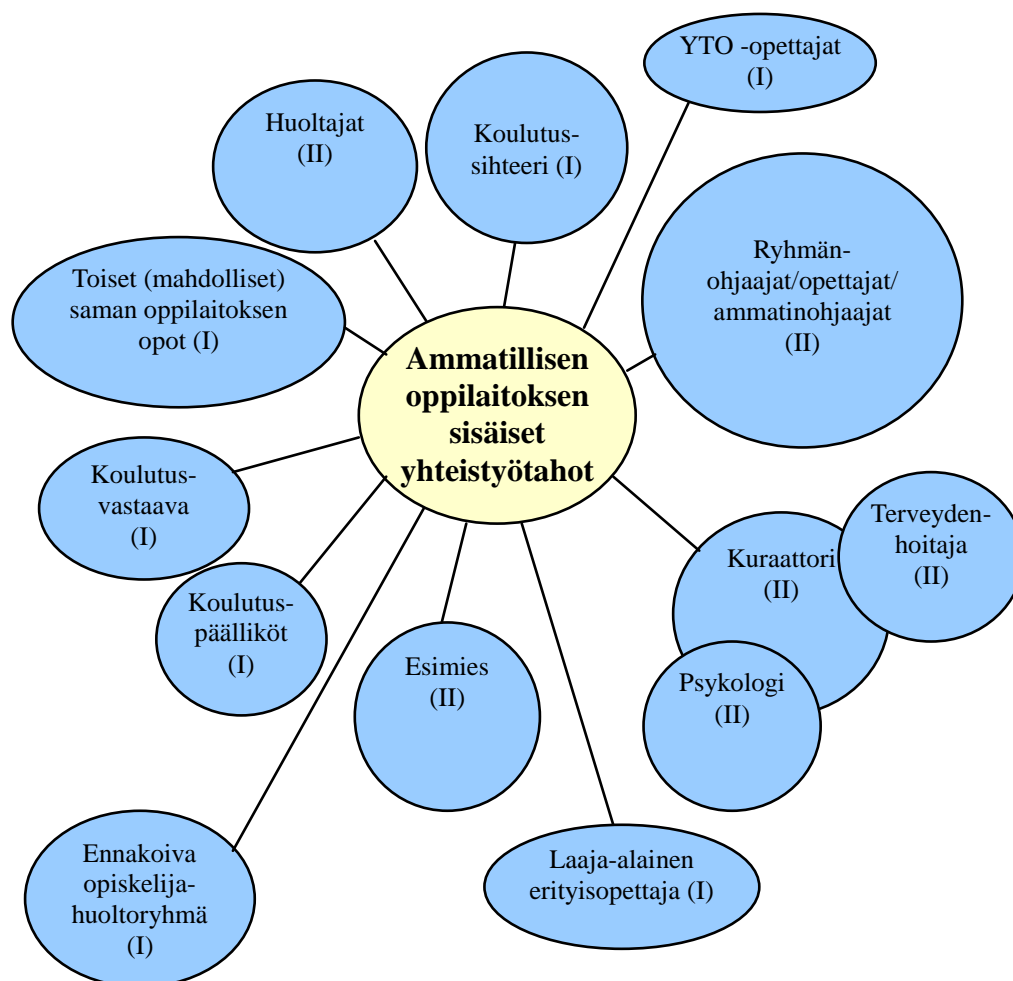 YTO -opettajat
(I)
Huoltajat
(II)
Koulutus-
sihteeri (I)
Ryhmän-
ohjaajat/opettajat/
ammatinohjaajat
(II)
Toiset (mahdolliset)
saman oppilaitoksen
opot (I)
Ammatillisen
oppilaitoksen
sisäiset
yhteistyötahot
Koulutus-
vastaava
(I)
Terveyden-
hoitaja
(II)
Kuraattori
(II)
Koulutus-
päälliköt
(I)
Esimies
(II)
Psykologi
(II)
Ennakoiva
opiskelija-
huoltoryhmä
(I)
Laaja-alainen
erityisopettaja (I)